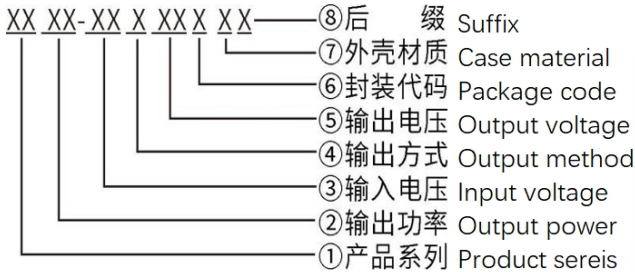 XX XX-XX X XX X X X
⑧后 缀 Suffix
⑦外壳材质 Case material
⑥封装代码 Package code
⑤输出电压 Output voltage
④输出方式 Output method
③输入电压 Input voltage
②输出功率 Output power
①产品系列 Product sereis